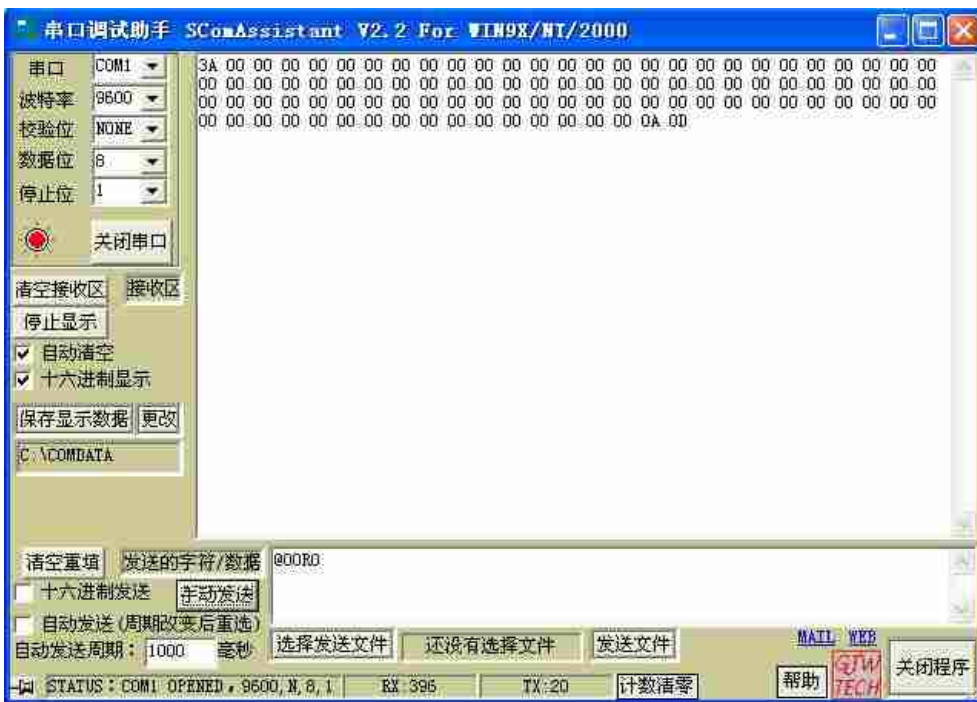 串口调试助手 SComAssistant V2.2 For WIN9X/NT/2000
串口 COM1
波特率 9600
校验位 NONE
数据位 8
停止位 1
关闭串口
清空接收区 接收区
停止显示
自动清空
十六进制显示
保存显示数据 更改
C:\COMDATA
3A 00 00 00 00 00 00 00 00 00 00 00 00 00 00 00 00 00 00 00 00 00 00 00 00 00 00
00 00 00 00 00 00 00 00 00 00 00 00 00 00 00 00 00 00 00 00 00 00 00 00 00 00 00
00 00 00 00 00 00 00 00 00 00 00 00 00 00 00 00 00 00 00 00 00 00 00 00 00 00 00
00 00 00 00 00 00 00 00 00 00 00 00 00 00 00 00 0A 0D
清空重填 发送的字符/数据 @00R0
十六进制发送 手动发送
自动发送(周期改变后重选)
自动发送周期: 1000 毫秒 选择发送文件 还没有选择文件 发送文件
MAIL WEB
STATUS:COM1 OPENED,9600,N,8,1 RX:396 TX:20 计数清零 帮助 GJW TECH 关闭程序